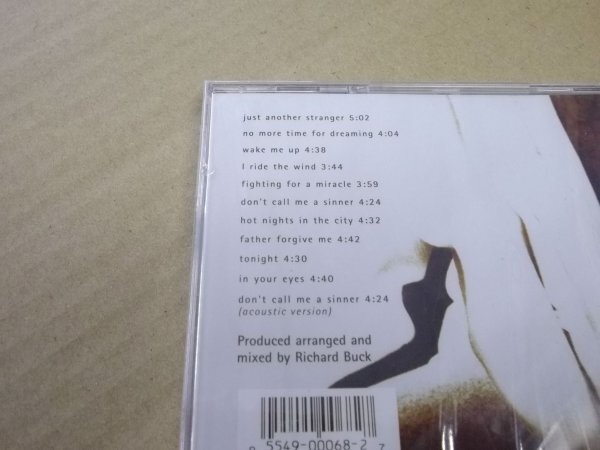 just another stranger 5:02
no more time for dreaming 4:04
wake me up 4:38
I ride the wind 3:44
fighting for a miracle 3:59
don't call me a sinner 4:24
hot nights in the city 4:32
father forgive me 4:42
tonight 4:30
in your eyes 4:40
don't call me a sinner 4:24
(acoustic version)
Produced arranged and
mixed by Richard Buck
5549-00068-2 7